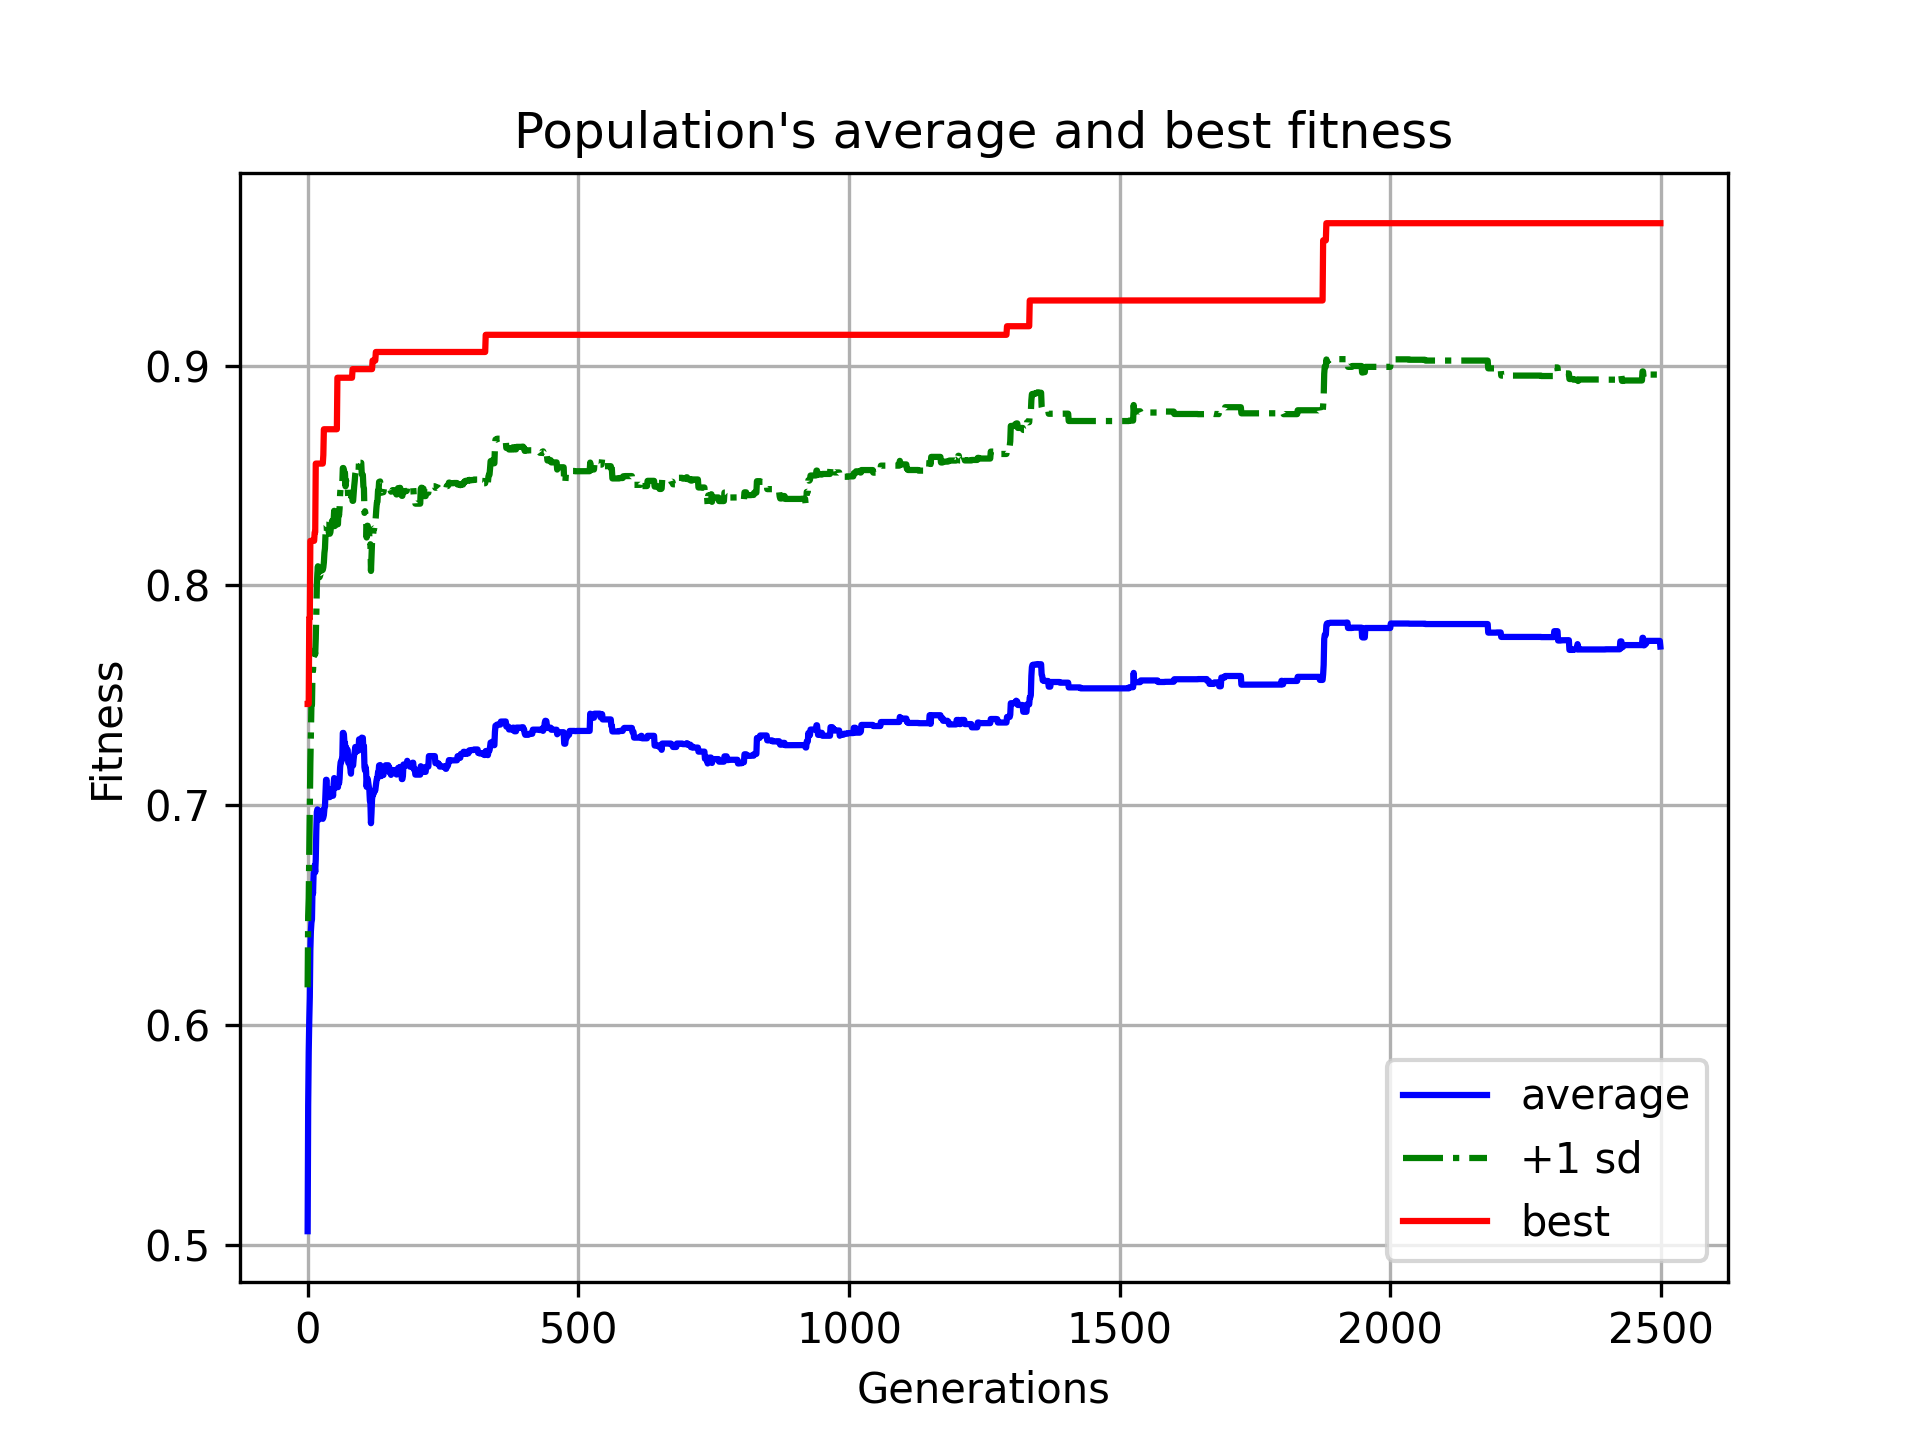 Population's average and best fitness
Fitness
0.9
0.8
0.7
0.6
0.5
0
500
1000
1500
2000
2500
Generations
average
+1 sd
best